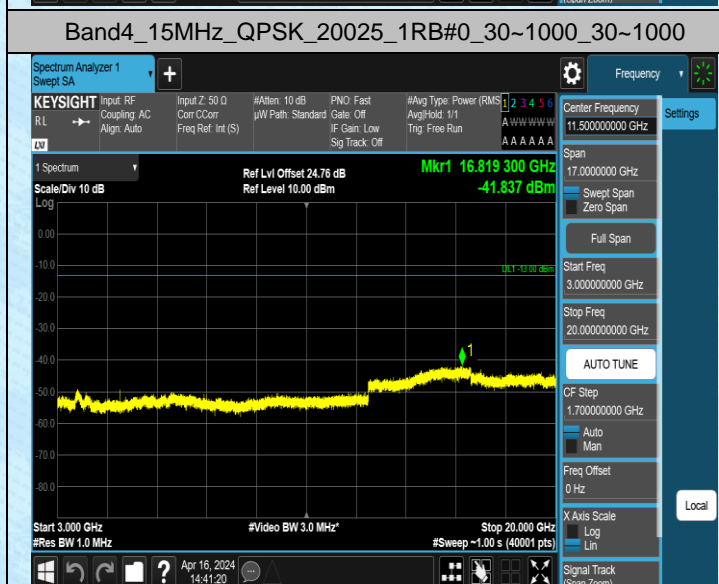 (Span Zoom)
Band4_15MHz_QPSK_20025_1RB#0_30~1000_30~1000
Spectrum Analyzer 1
Swept SA
+
Frequency
KEYSIGHT
RL
LXI
Input: RF
Coupling: AC
Align: Auto
Input Z: 50 Ω
Corr CCorr
Freq Ref: Int (S)
#Atten: 10 dB
µW Path: Standard
PNO: Fast
Gate: Off
IF Gain: Low
Sig Track: Off
#Avg Type: Power (RMS
Avg|Hold: 1/1
Trig: Free Run
1 2 3 4 5 6
A W W W W W
A A A A A A
1 Spectrum
Scale/Div 10 dB
Log
Ref Lvl Offset 24.76 dB
Ref Level 10.00 dBm
Mkr1 16.819 300 GHz
-41.837 dBm
0.00
-10.0
-20.0
-30.0
-40.0
-50.0
-60.0
-70.0
-80.0
DL1 -13.00 dBm
1
Start 3.000 GHz
#Res BW 1.0 MHz
#Video BW 3.0 MHz*
Stop 20.000 GHz
#Sweep ~1.00 s (40001 pts)
Center Frequency
11.500000000 GHz
Settings
Span
17.0000000 GHz
Swept Span
Zero Span
Full Span
Start Freq
3.000000000 GHz
Stop Freq
20.000000000 GHz
AUTO TUNE
CF Step
1.700000000 GHz
Auto
Man
Freq Offset
0 Hz
X Axis Scale
Log
Lin
Local
Signal Track
(Span Zoom)
?
Apr 16, 2024
14:41:20